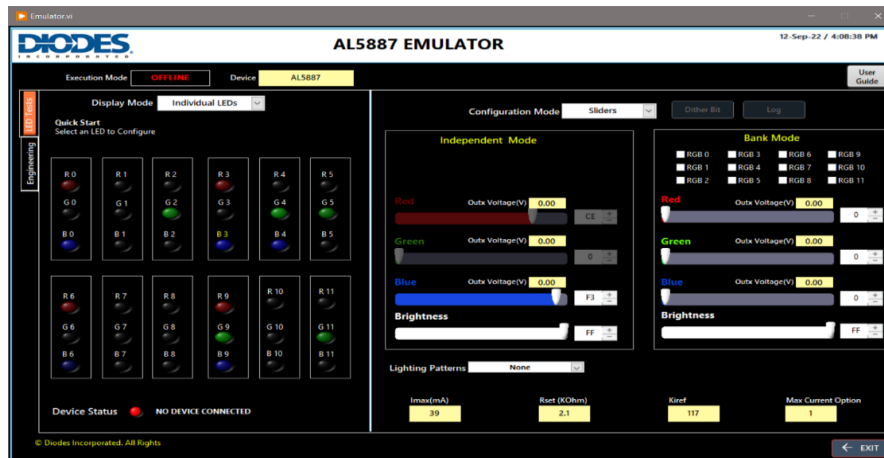 Emulator.vi
DIODES
INCORPORATED
AL5887 EMULATOR
12-Sep-22 / 4:08:38 PM
Execution Mode OFFLINE Device AL5887
User
Guide
LED Tests
Engineering
Display Mode Individual LEDs
Quick Start
Select an LED to Configure
R 0 R 1 R 2 R 3 R 4 R 5
G 0 G 1 G 2 G 3 G 4 G 5
B 0 B 1 B 2 B 3 B 4 B 5
R 6 R 7 R 8 R 9 R 10 R 11
G 6 G 7 G 8 G 9 G 10 G 11
B 6 B 7 B 8 B 9 B 10 B 11
Device Status NO DEVICE CONNECTED
Configuration Mode Sliders Dither Bit Log
Independent Mode
Red Outx Voltage(V) 0.00
CE
Green Outx Voltage(V) 0.00
0
Blue Outx Voltage(V) 0.00
F3
Brightness
FF
Bank Mode
RGB 0 RGB 3 RGB 6 RGB 9
RGB 1 RGB 4 RGB 7 RGB 10
RGB 2 RGB 5 RGB 8 RGB 11
Red Outx Voltage(V) 0.00
0
Green Outx Voltage(V) 0.00
0
Blue Outx Voltage(V) 0.00
0
Brightness
FF
Lighting Patterns None
Imax(mA) Rset (KOhm) Kiref Max Current Option
39 2.1 117 1
© Diodes Incorporated. All Rights
EXIT